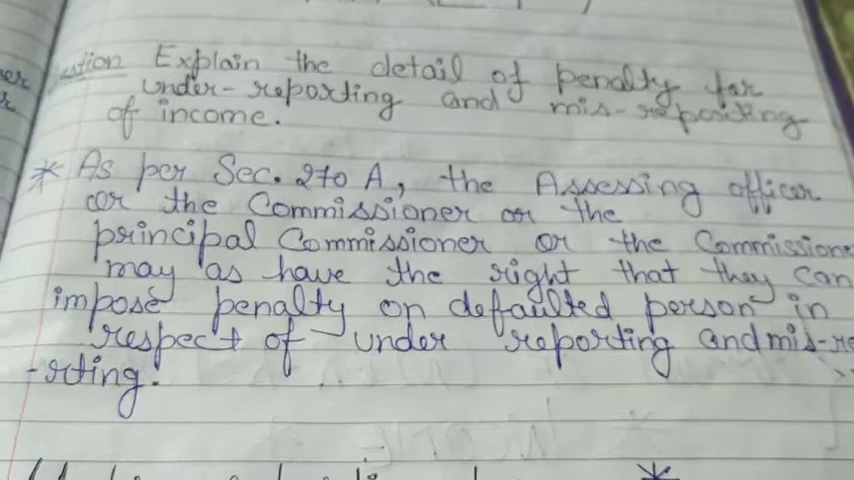 Question Explain the detail of penalty for
under-reporting and mis-reporting
of income.
* As per Sec. 270 A, the Assessing officer
or the Commissioner or the
principal Commissioner or the Commissione
may as have the right that they can
impose penalty on defaulted person in
respect of under reporting and mis-re
-rting.